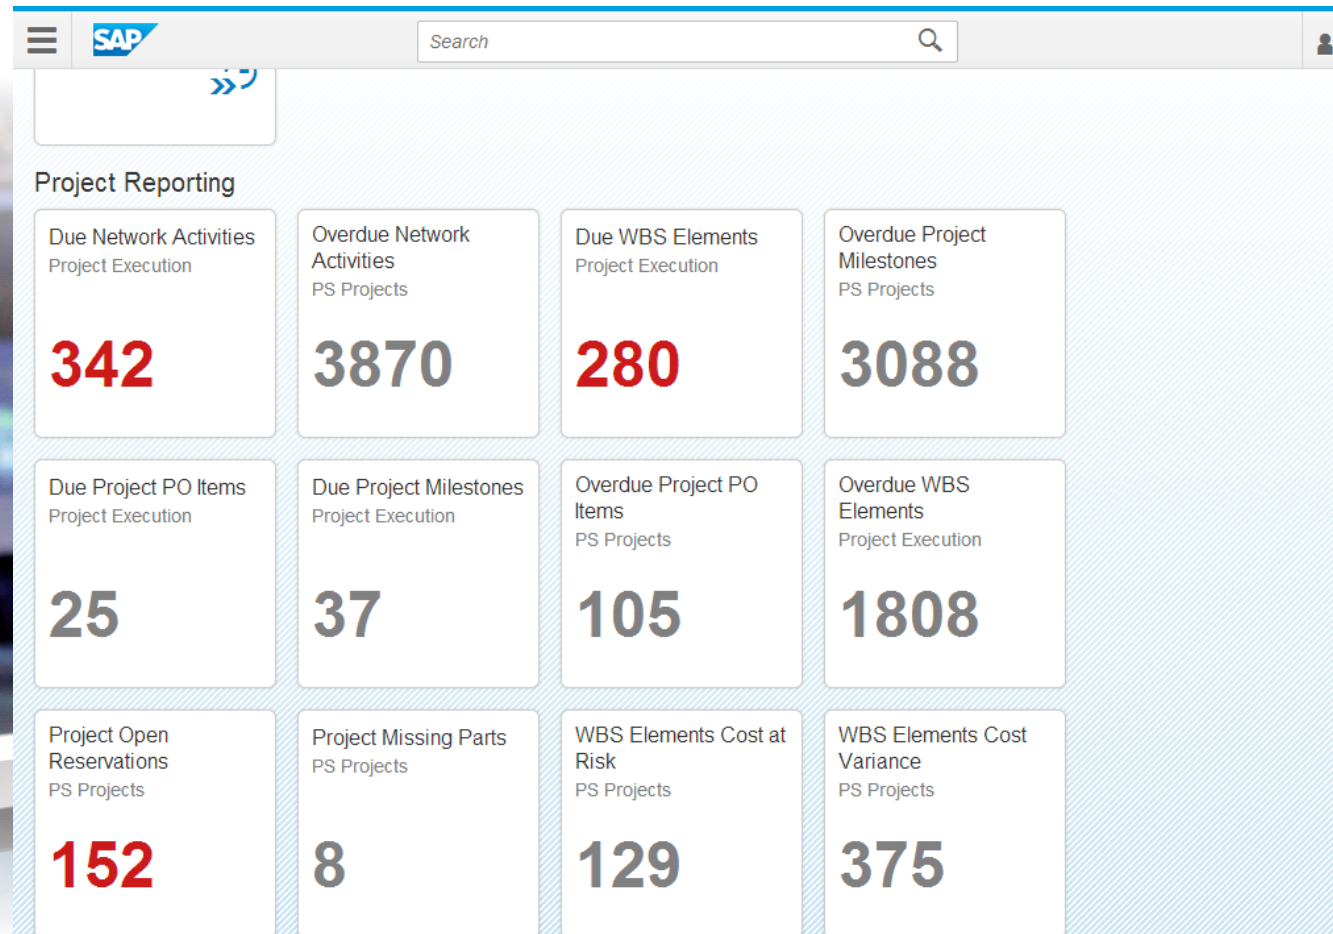 SAP
Search
Project Reporting
Due Network Activities
Project Execution
342
Overdue Network
Activities
PS Projects
3870
Due WBS Elements
Project Execution
280
Overdue Project
Milestones
PS Projects
3088
Due Project PO Items
Project Execution
25
Due Project Milestones
Project Execution
37
Overdue Project PO
Items
PS Projects
105
Overdue WBS
Elements
Project Execution
1808
Project Open
Reservations
PS Projects
152
Project Missing Parts
PS Projects
8
WBS Elements Cost at
Risk
PS Projects
129
WBS Elements Cost
Variance
PS Projects
375